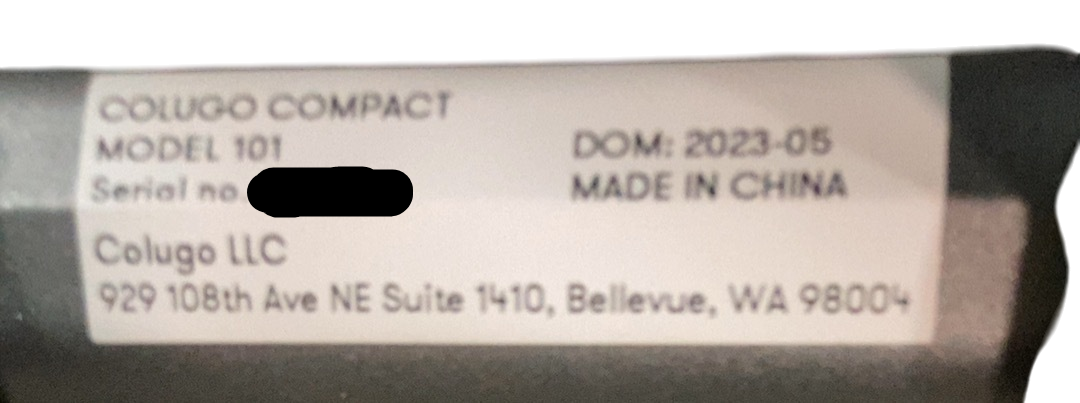 COLUGO COMPACT
MODEL 101
Serial no.
DOM: 2023-05
MADE IN CHINA
Colugo LLC
929 108th Ave NE Suite 1410, Bellevue, WA 98004